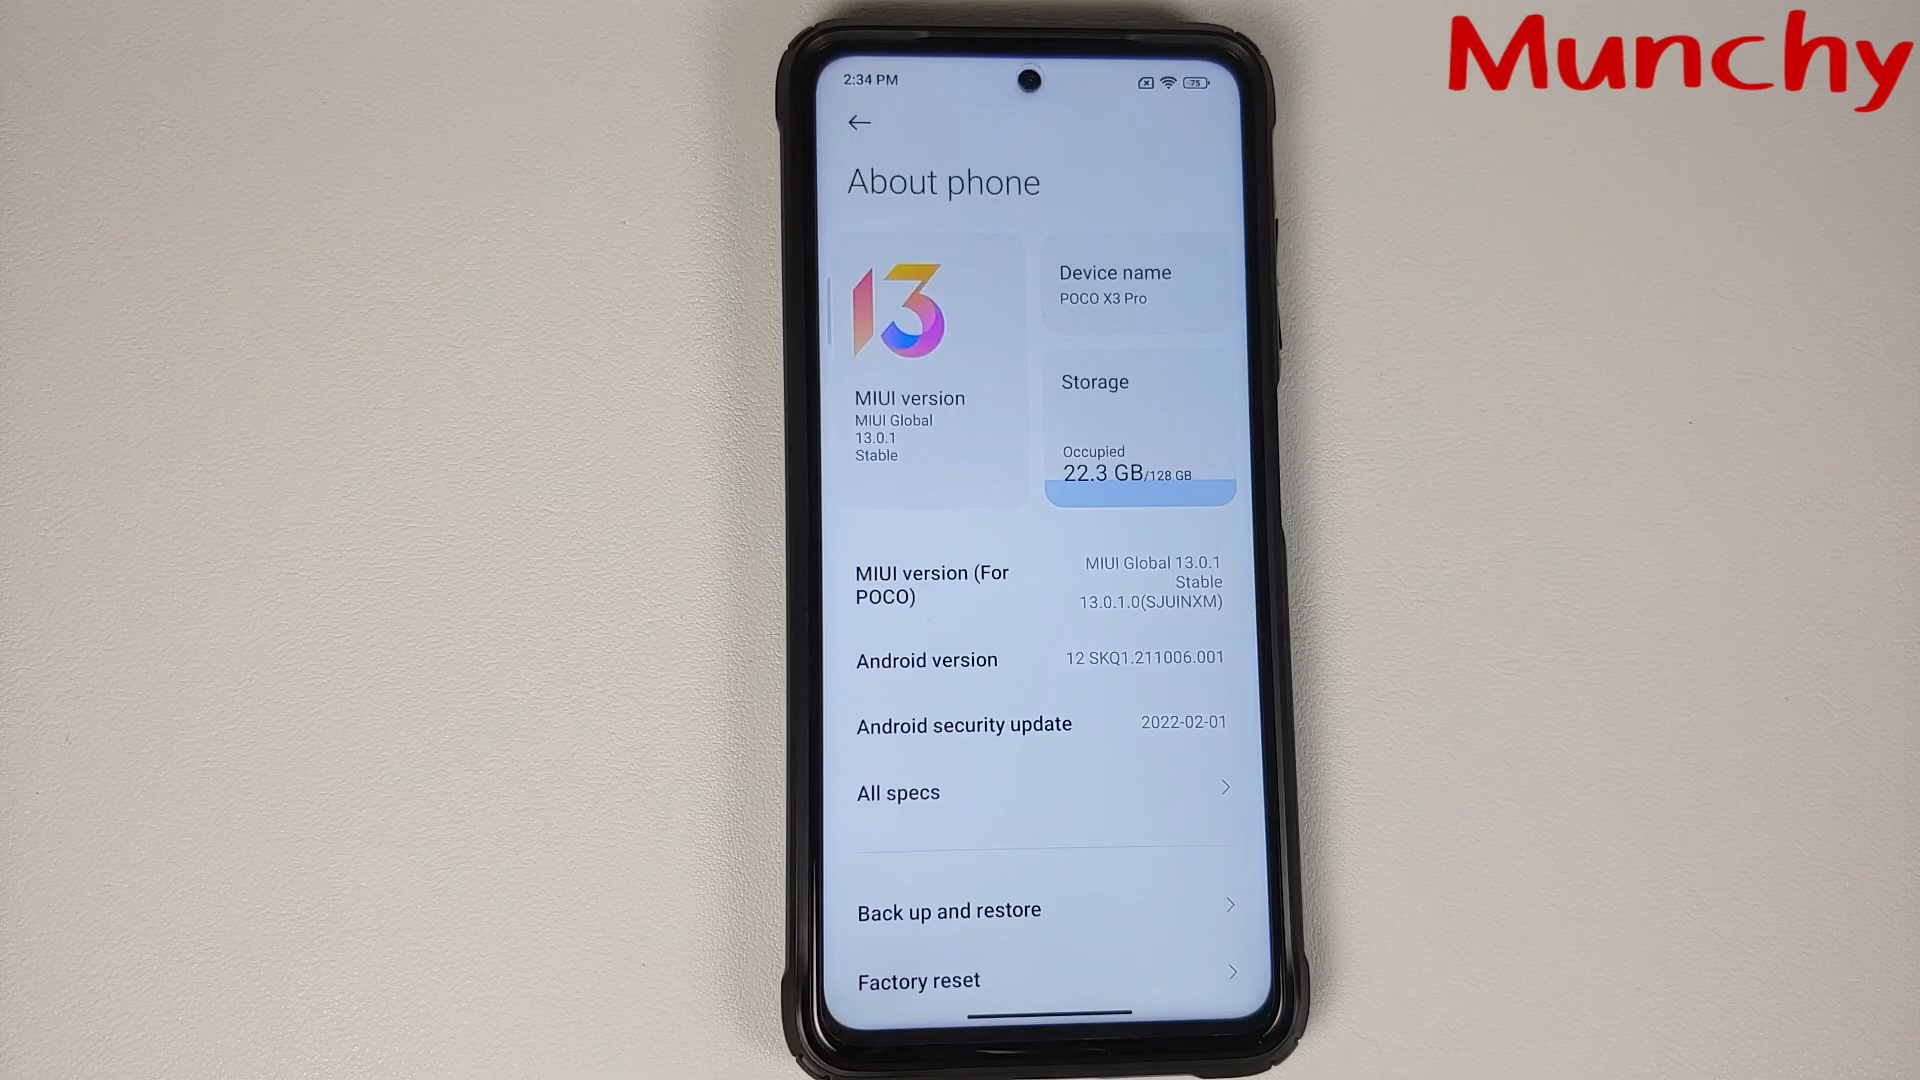 Munchy
2:34 PM
75
About phone
13
Device name
POCO X3 Pro
MIUI version
MIUI Global
13.0.1
Stable
Storage
Occupied
22.3 GB/128 GB
MIUI version (For
POCO)
MIUI Global 13.0.1
Stable
13.0.1.0(SJUINXM)
Android version
12 SKQ1.211006.001
Android security update
2022-02-01
All specs
Back up and restore
Factory reset